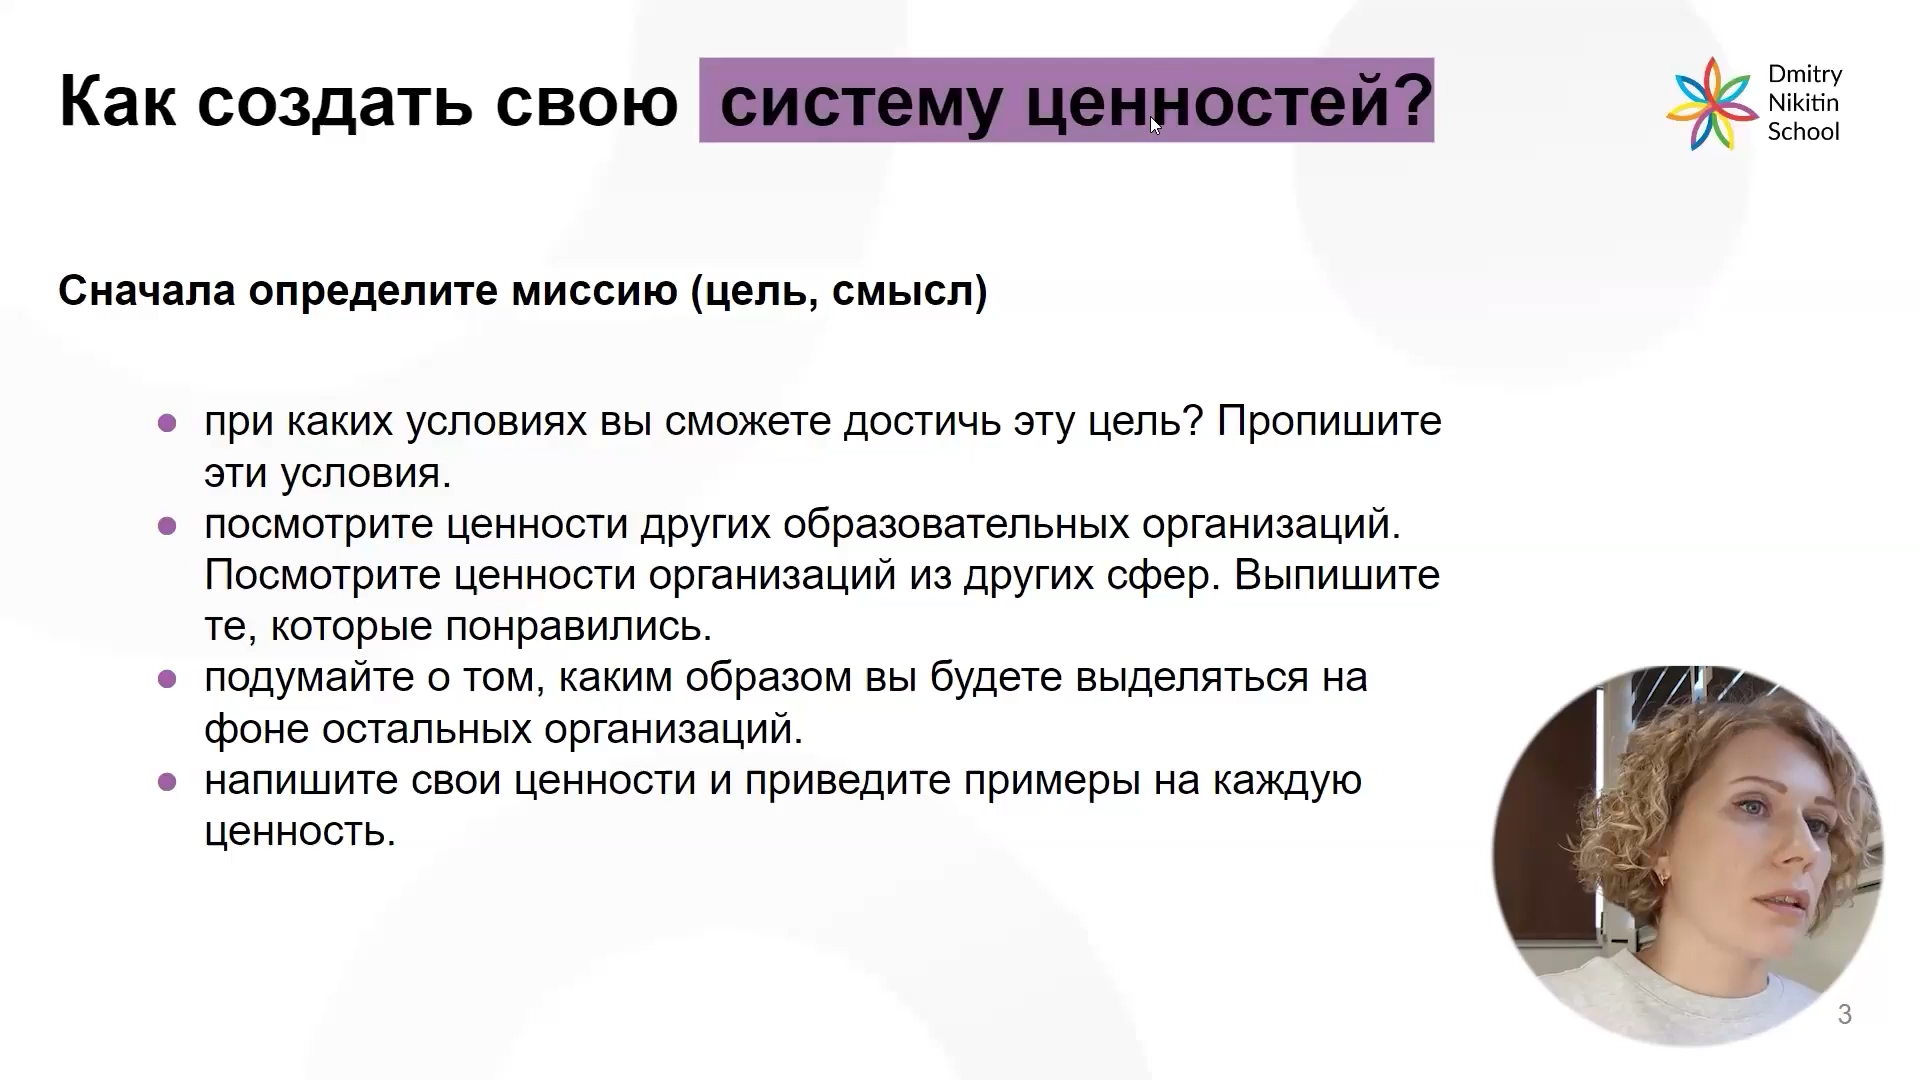 Как создать свою систему ценностей?
Dmitry
Nikitin
School
Сначала определите миссию (цель, смысл)
при каких условиях вы сможете достичь эту цель? Пропишите
эти условия.
посмотрите ценности других образовательных организаций.
Посмотрите ценности организаций из других сфер. Выпишите
те, которые понравились.
подумайте о том, каким образом вы будете выделяться на
фоне остальных организаций.
напишите свои ценности и приведите примеры на каждую
ценность.
3